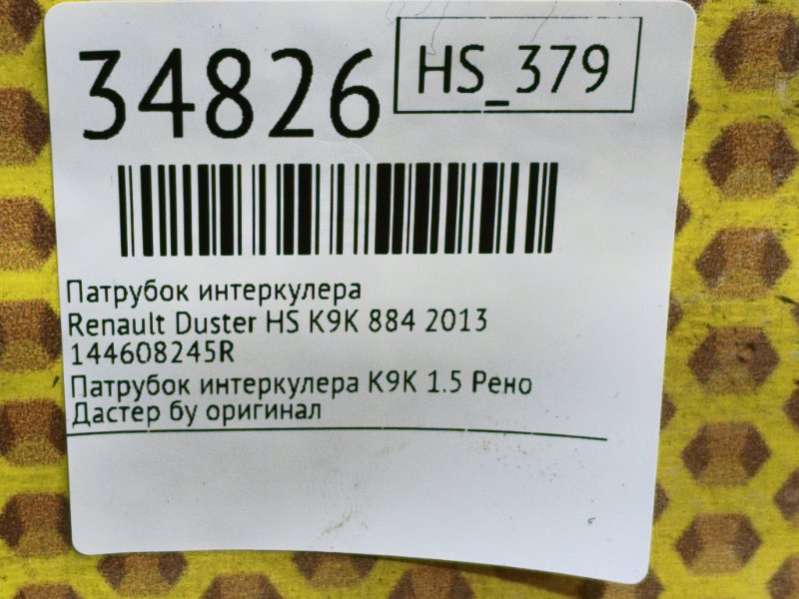 34826
HS_379
Патрубок интеркулера
Renault Duster HS K9K 884 2013
144608245R
Патрубок интеркулера K9K 1.5 Рено
Дастер бу оригинал